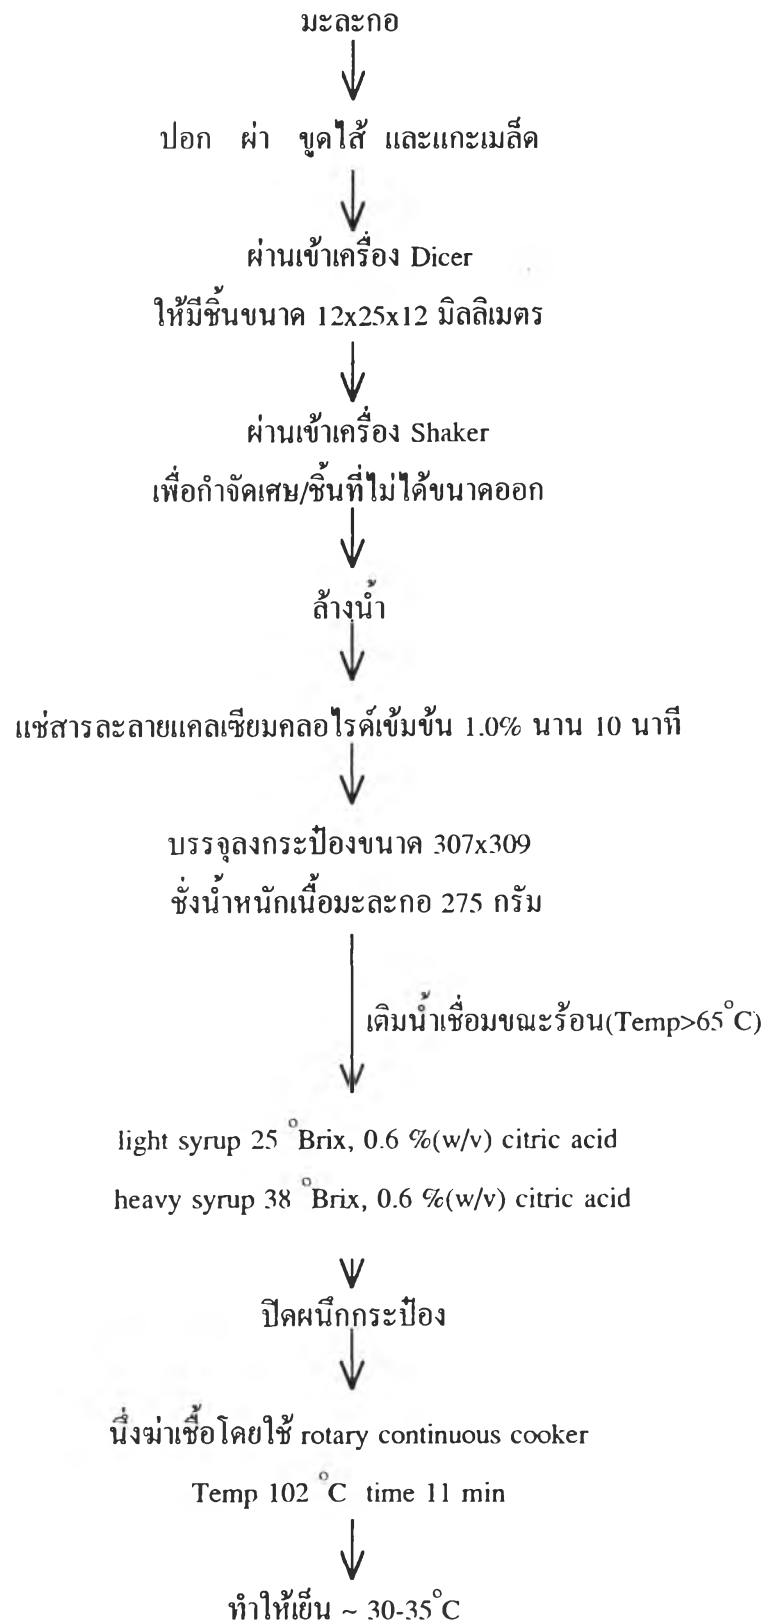 มะละกอ
ปอก ผ่า ขูดไส้ และแกะเมล็ด
ผ่านเข้าเครื่อง Dicer
ให้มีชิ้นขนาด 12x25x12 มิลลิเมตร
ผ่านเข้าเครื่อง Shaker
เพื่อกำจัดเศษ/ชิ้นที่ไม่ได้ขนาดออก
ล้างน้ำ
แช่สารละลายแคลเซียมคลอไรด์เข้มข้น 1.0% นาน 10 นาที
บรรจุลงกระป๋องขนาด 307x309
ชั่งน้ำหนักเนื้อมะละกอ 275 กรัม
เติมน้ำเชื่อมขณะร้อน(Temp>65°C)
light syrup 25 °Brix, 0.6 %(w/v) citric acid
heavy syrup 38 °Brix, 0.6 %(w/v) citric acid
ปิดผนึกกระป๋อง
นึ่งฆ่าเชื้อโดยใช้ rotary continuous cooker
Temp 102 °C time 11 min
ทำให้เย็น ~ 30-35°C